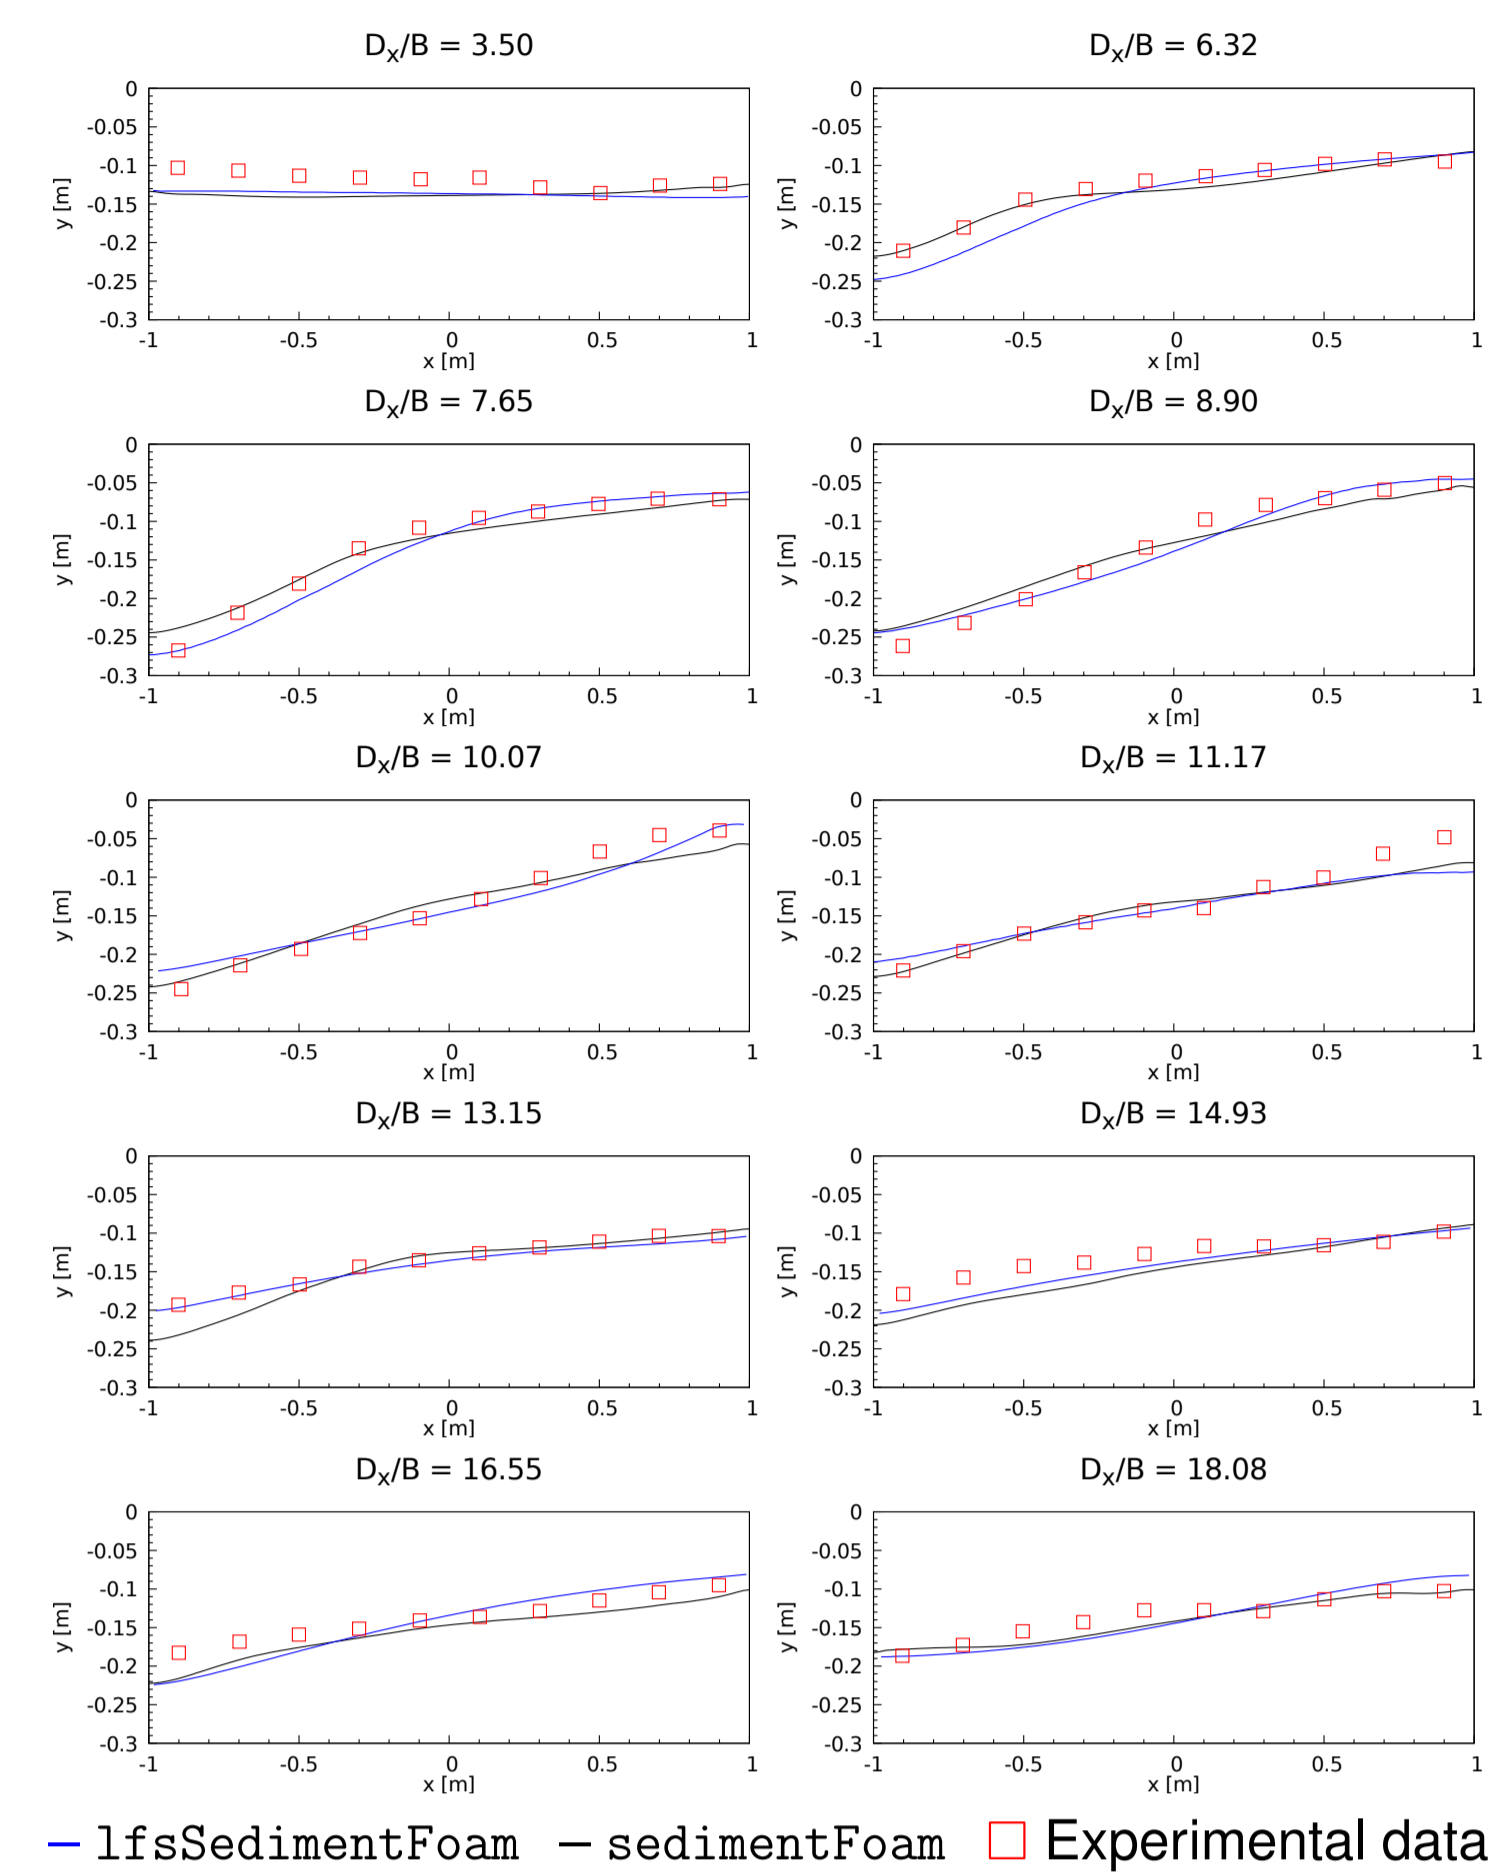 Dx/B = 3.50
Dx/B = 6.32
0
-0.05
-0.1
-0.15
-0.2
-0.25
-0.3
y [m]
-1 -0.5 0 0.5 1
x [m]
0
-0.05
-0.1
-0.15
-0.2
-0.25
-0.3
y [m]
-1 -0.5 0 0.5 1
x [m]
Dx/B = 7.65
Dx/B = 8.90
0
-0.05
-0.1
-0.15
-0.2
-0.25
-0.3
y [m]
-1 -0.5 0 0.5 1
x [m]
0
-0.05
-0.1
-0.15
-0.2
-0.25
-0.3
y [m]
-1 -0.5 0 0.5 1
x [m]
Dx/B = 10.07
Dx/B = 11.17
0
-0.05
-0.1
-0.15
-0.2
-0.25
-0.3
y [m]
-1 -0.5 0 0.5 1
x [m]
0
-0.05
-0.1
-0.15
-0.2
-0.25
-0.3
y [m]
-1 -0.5 0 0.5 1
x [m]
Dx/B = 13.15
Dx/B = 14.93
0
-0.05
-0.1
-0.15
-0.2
-0.25
-0.3
y [m]
-1 -0.5 0 0.5 1
x [m]
0
-0.05
-0.1
-0.15
-0.2
-0.25
-0.3
y [m]
-1 -0.5 0 0.5 1
x [m]
Dx/B = 16.55
Dx/B = 18.08
0
-0.05
-0.1
-0.15
-0.2
-0.25
-0.3
y [m]
-1 -0.5 0 0.5 1
x [m]
0
-0.05
-0.1
-0.15
-0.2
-0.25
-0.3
y [m]
-1 -0.5 0 0.5 1
x [m]
lfsSedimentFoam sedimentFoam Experimental data